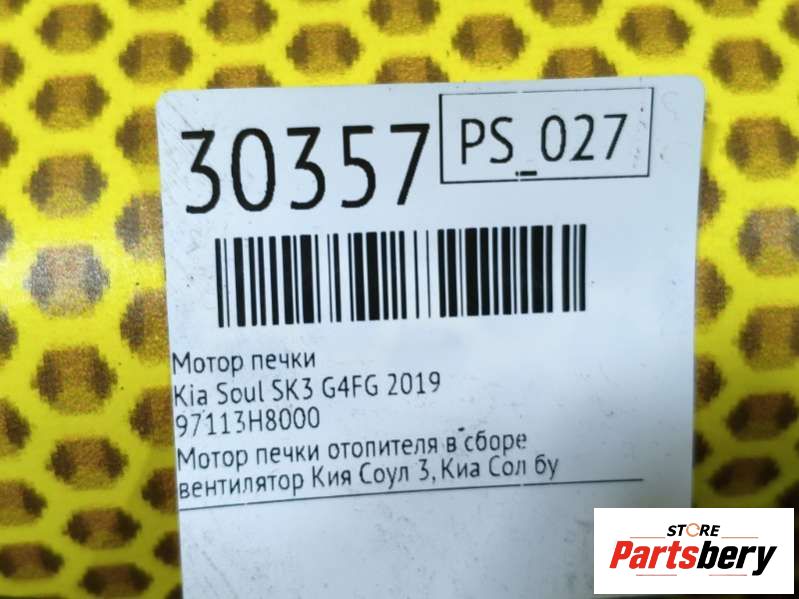 30357
PS_027
Мотор печки
Kia Soul SK3 G4FG 2019
97113H8000
Мотор печки отопителя в сборе
вентилятор Кия Соул 3, Киа Сол бу
STORE
Partsbery